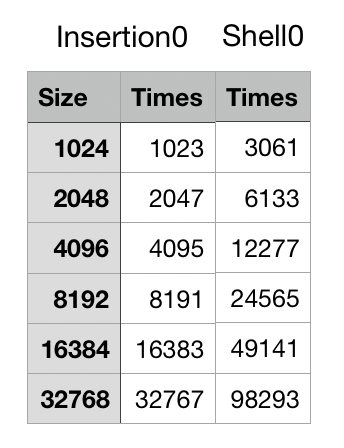 Insertion0 Shell0
Size Times Times
1024 1023 3061
2048 2047 6133
4096 4095 12277
8192 8191 24565
16384 16383 49141
32768 32767 98293